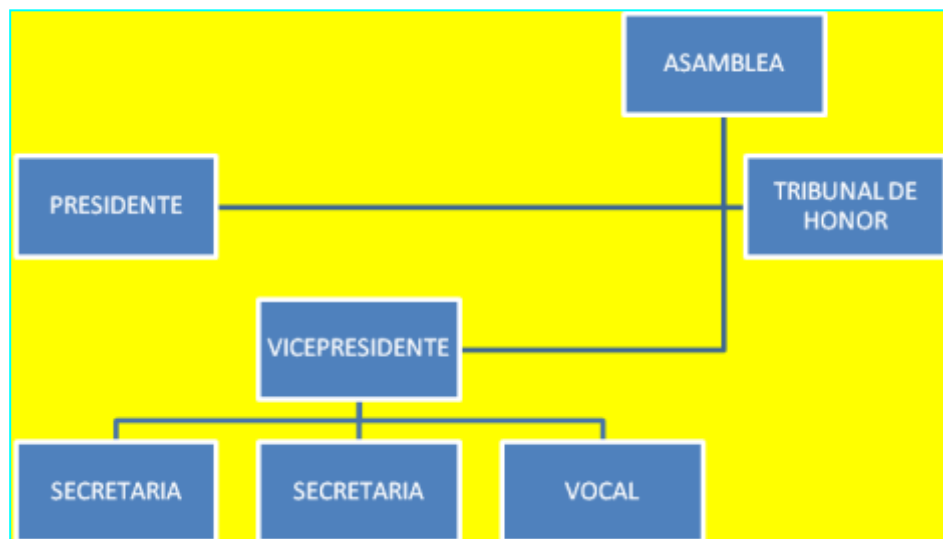 ASAMBLEA
PRESIDENTE
TRIBUNAL DE
HONOR
VICEPRESIDENTE
SECRETARIA
SECRETARIA
VOCAL